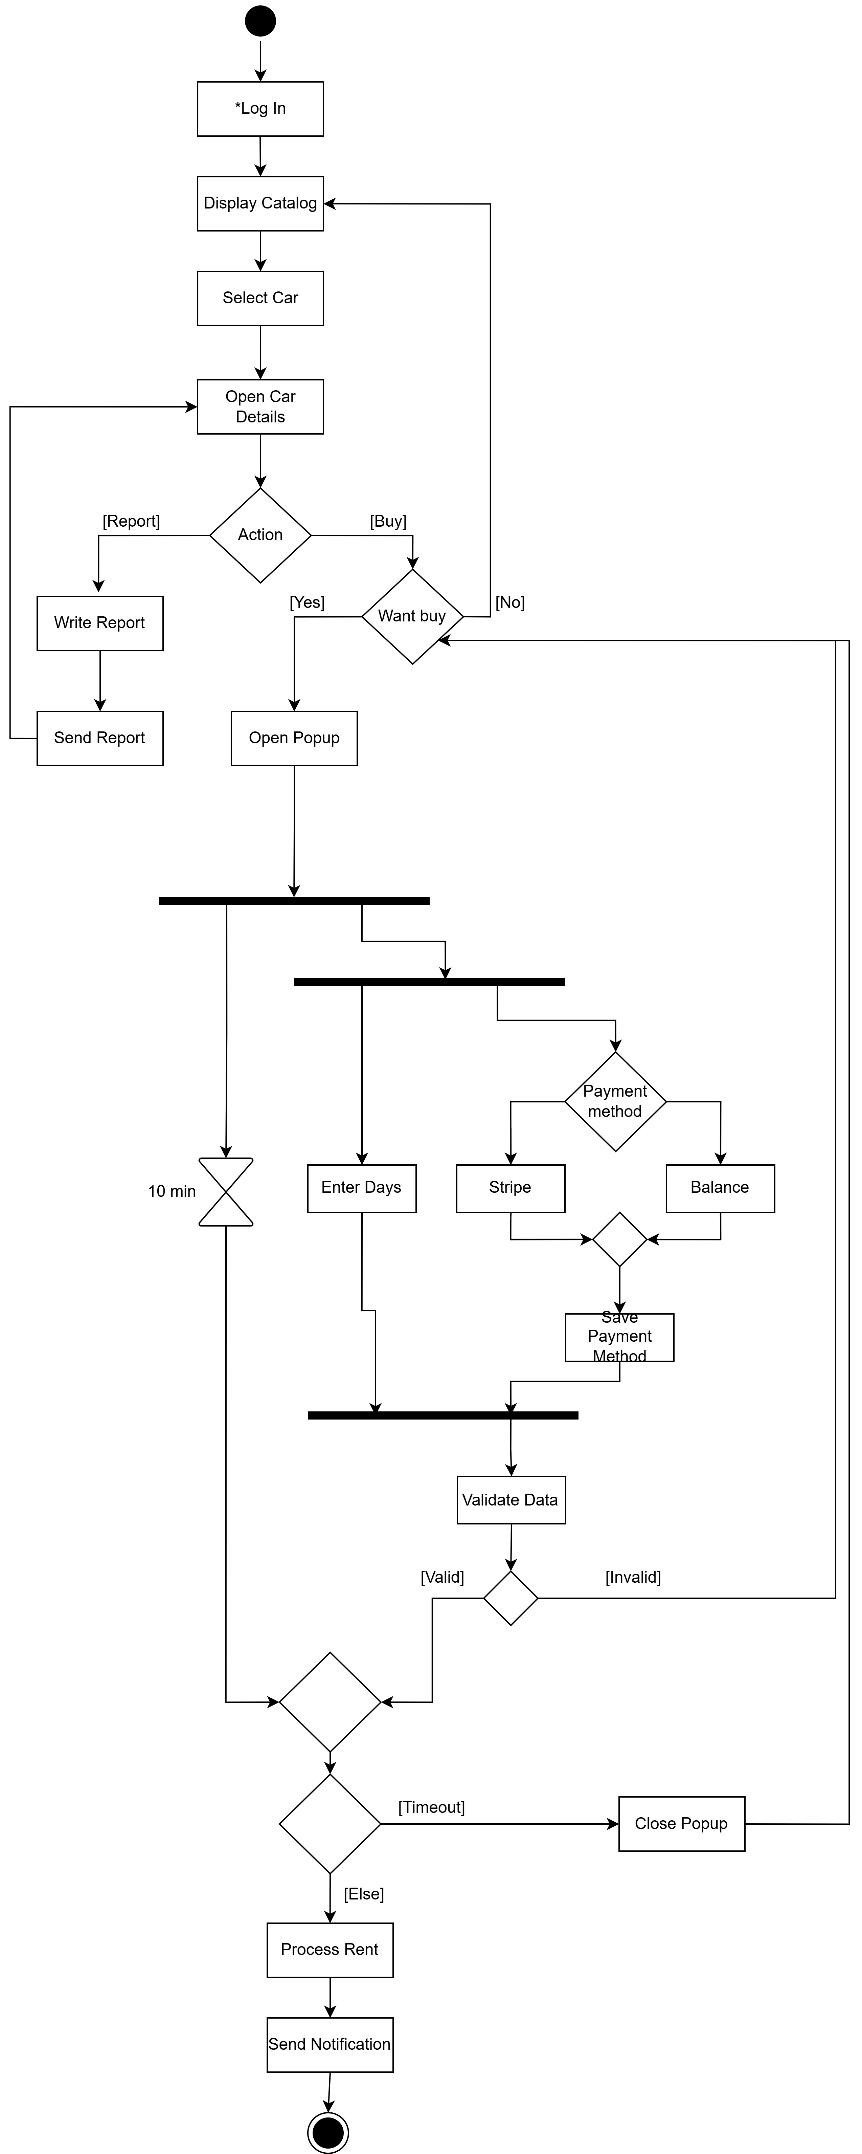 *Log In
Display Catalog
Select Car
Open Car
Details
Action
[Report]
[Buy]
Write Report
Want buy
[Yes]
[No]
Send Report
Open Popup
Payment
method
10 min
Enter Days
Stripe
Balance
Save
Payment
Method
Validate Data
[Valid]
[Invalid]
[Timeout]
Close Popup
[Else]
Process Rent
Send Notification